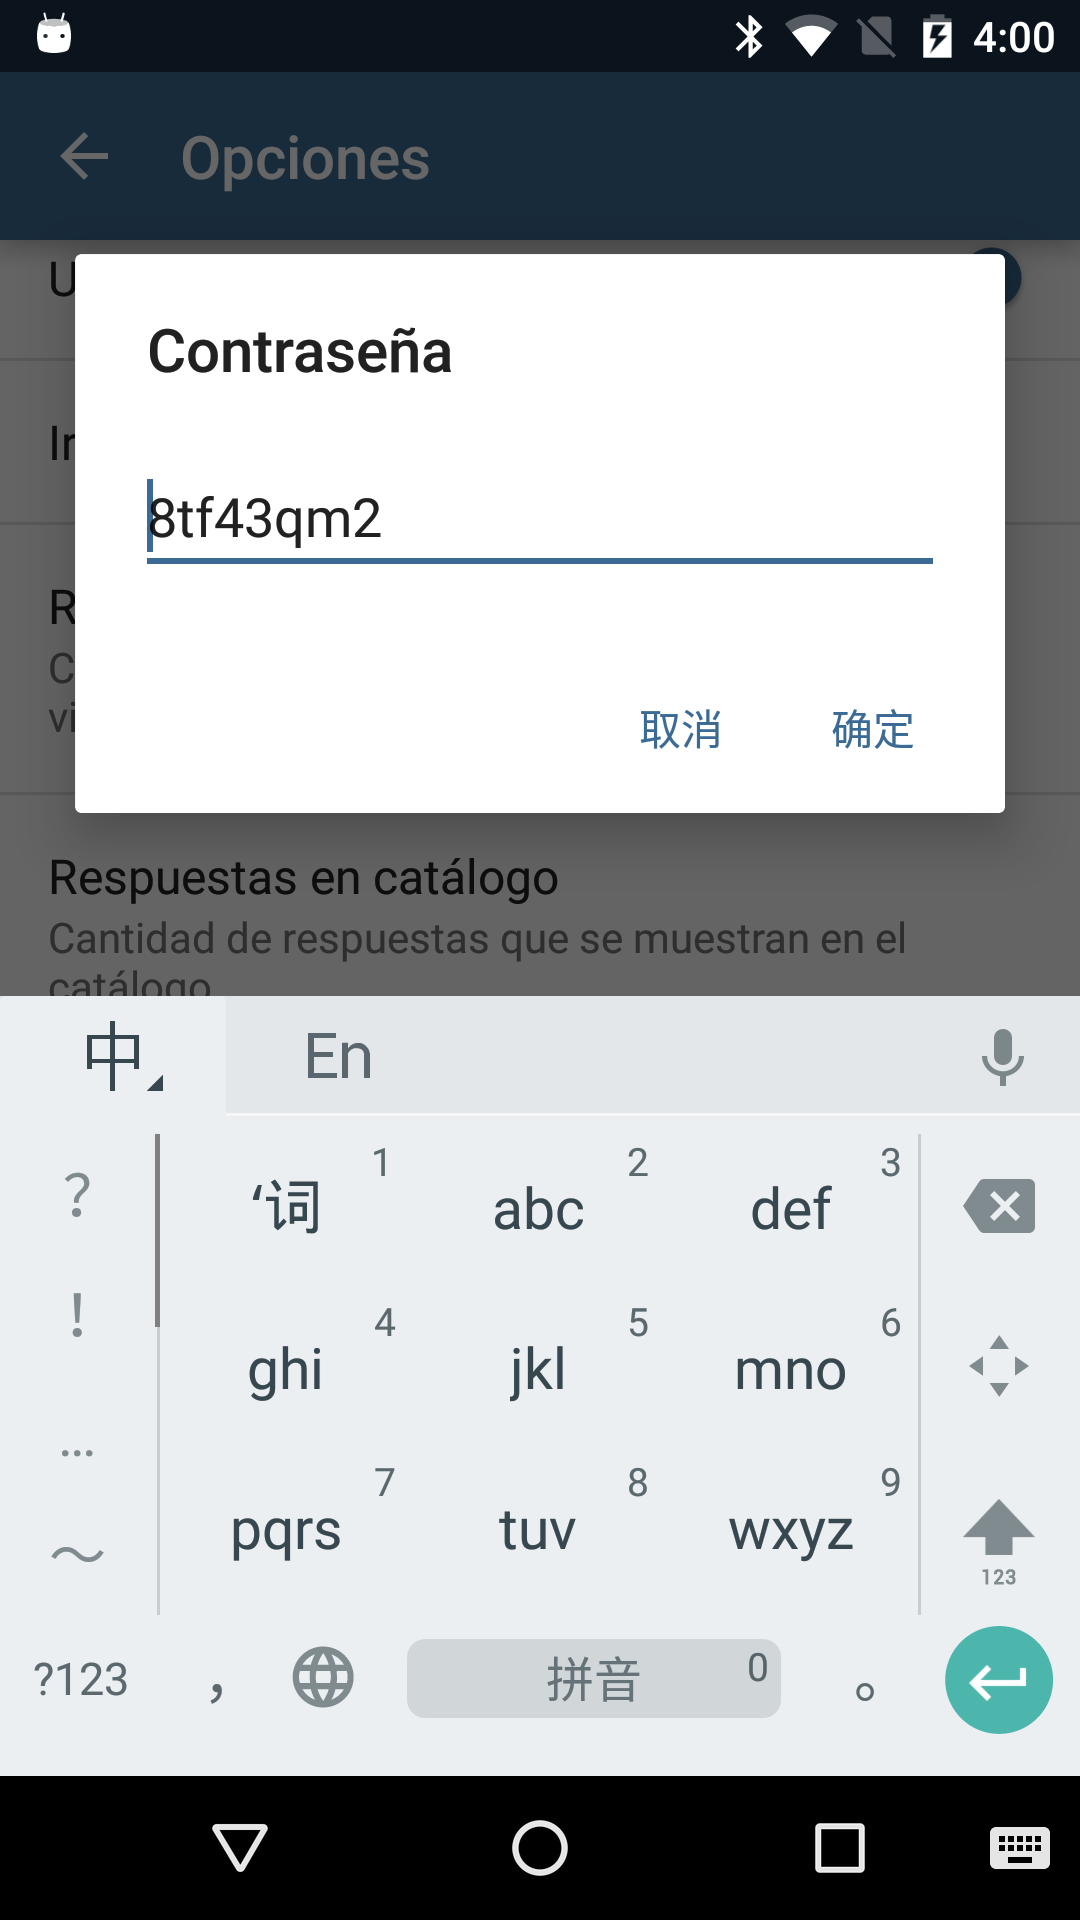 4:00
Opciones
U
Contraseña
In
8tf43qm2
R
C
vi
取消 确定
Respuestas en catálogo
Cantidad de respuestas que se muestran en el
catálogo
中 En
? ‘词 1 abc 2 def 3
!
ghi 4 jkl 5 mno 6
…
pqrs 7 tuv 8 wxyz 9
～
123
?123 ， 拼音 0 。